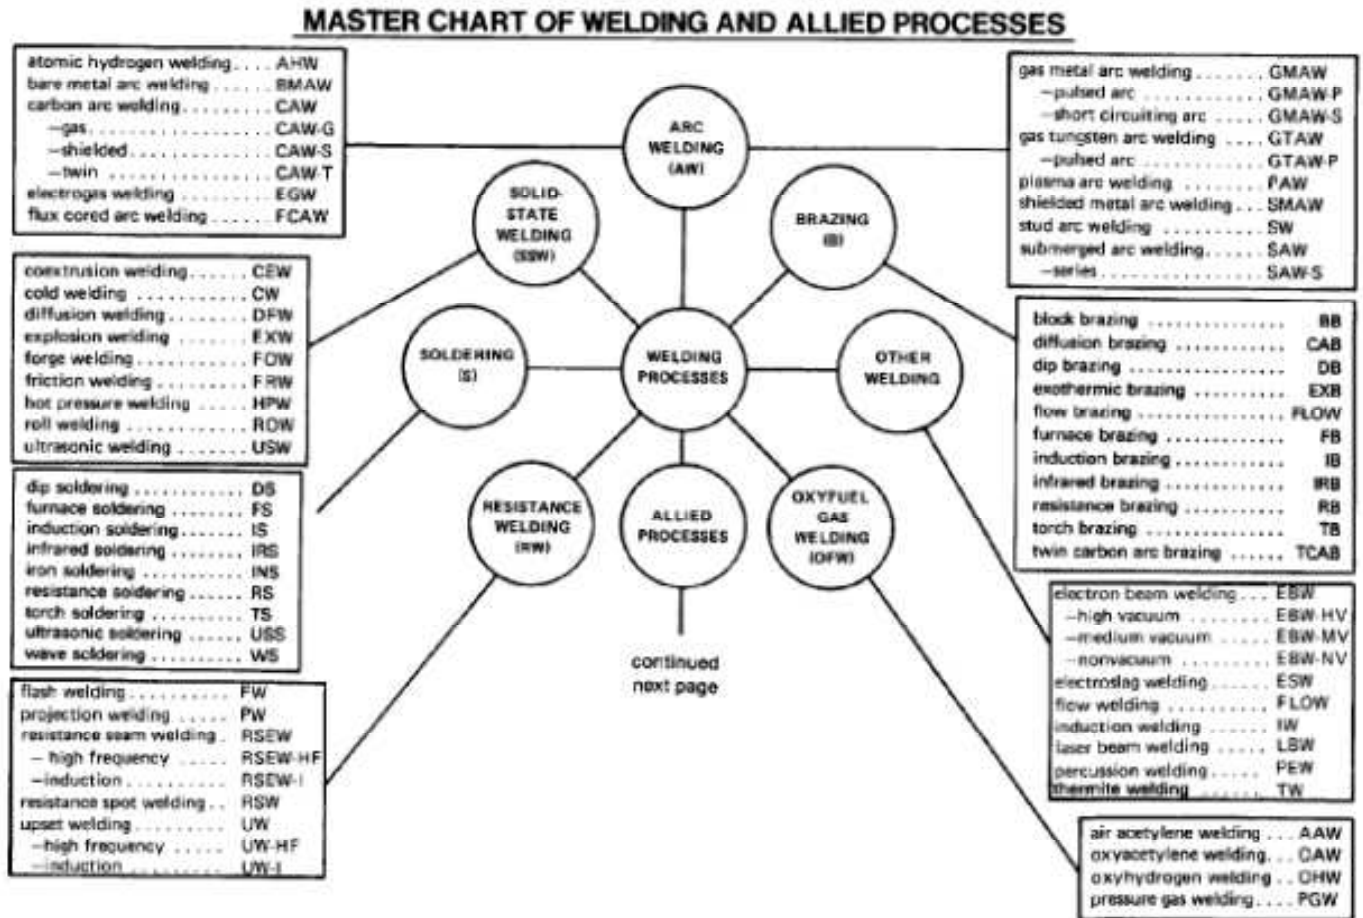 MASTER CHART OF WELDING AND ALLIED PROCESSES
atomic hydrogen welding.... AHW
bare metal arc welding ...... BMAW
carbon arc welding......... CAW
—gas................. CAW-G
—shielded............. CAW-S
—twin ............... CAW-T
electrogas welding ........ EGW
flux cored arc welding ...... FCAW
coextrusion welding...... CEW
cold welding .......... CW
diffusion welding....... DFW
explosion welding ...... EXW
forge welding.......... FOW
friction welding........ FRW
hot pressure welding ..... HPW
roll welding........... ROW
ultrasonic welding ...... USW
dip soldering .......... DS
furnace soldering ....... FS
induction soldering ...... IS
infrared soldering ....... IRS
iron soldering .......... INS
resistance soldering ...... RS
torch soldering ......... TS
ultrasonic soldering ...... USS
wave soldering .......... WS
flash welding .......... FW
projection welding ..... PW
resistance seam welding . RSEW
— high frequency ..... RSEW-HF
—induction.......... RSEW-I
resistance spot welding .. RSW
upset welding ......... UW
—high frequency ..... UW-HF
—induction.......... UW-I
ARC
WELDING
(AW)
SOLID-
STATE
WELDING
(SSW)
BRAZING
(B)
SOLDERING
(S)
WELDING
PROCESSES
OTHER
WELDING
RESISTANCE
WELDING
(RW)
ALLIED
PROCESSES
OXYFUEL
GAS
WELDING
(OFW)
continued
next page
gas metal arc welding ....... GMAW
—pulsed arc ............ GMAW-P
—short circuiting arc ...... GMAW-S
gas tungsten arc welding .... GTAW
—pulsed arc ............ GTAW-P
plasma arc welding ........ PAW
shielded metal arc welding ... SMAW
stud arc welding ......... SW
submerged arc welding...... SAW
—series............... SAW-S
block brazing .............. BB
diffusion brazing ........... CAB
dip brazing ............... DB
exothermic brazing .......... EXB
flow brazing ............... FLOW
furnace brazing ............ FB
induction brazing ........... IB
infrared brazing ............ IRB
resistance brazing ........... RB
torch brazing .............. TB
twin carbon arc brazing ...... TCAB
electron beam welding... EBW
—high vacuum ....... EBW-HV
—medium vacuum .... EBW-MV
—nonvacuum ........ EBW-NV
electroslag welding...... ESW
flow welding .......... FLOW
induction welding ...... IW
laser beam welding ..... LBW
percussion welding ..... PEW
thermite welding ...... TW
air acetylene welding ... AAW
oxyacetylene welding... OAW
oxyhydrogen welding .. OHW
pressure gas welding .... PGW